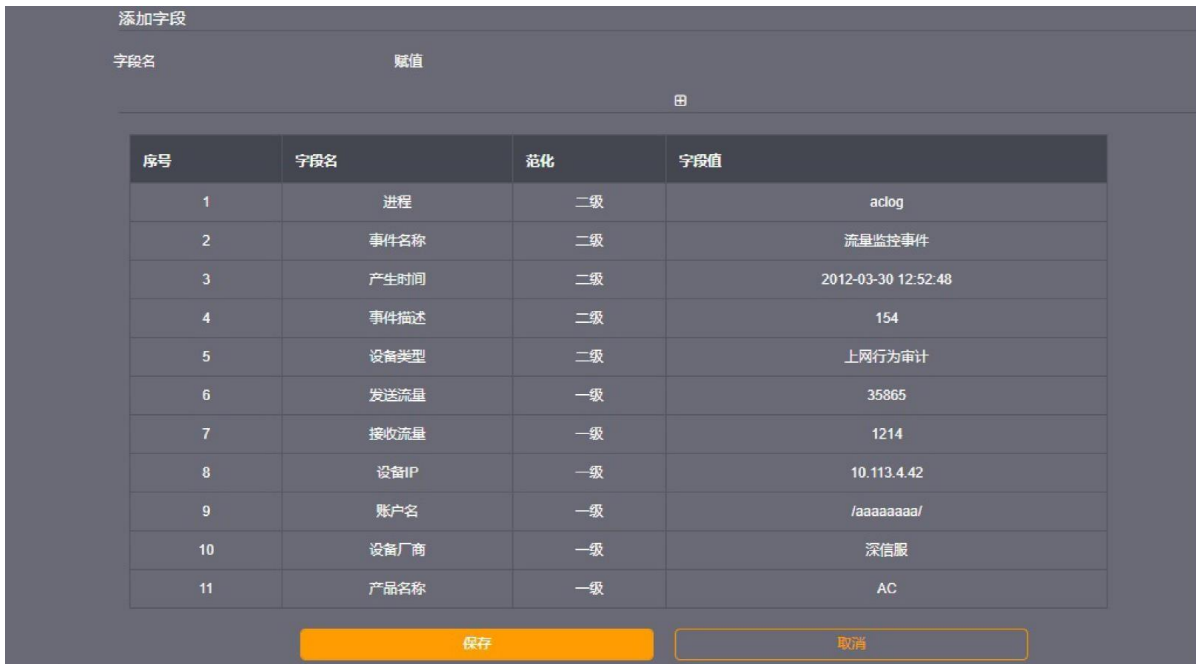 添加字段
字段名 赋值
序号 字段名 范化 字段值
1 进程 二级 aclog
2 事件名称 二级 流量监控事件
3 产生时间 二级 2012-03-30 12:52:48
4 事件描述 二级 154
5 设备类型 二级 上网行为审计
6 发送流量 一级 35865
7 接收流量 一级 1214
8 设备IP 一级 10.113.4.42
9 账户名 一级 /aaaaaaaa/
10 设备厂商 一级 深信服
11 产品名称 一级 AC
保存 取消